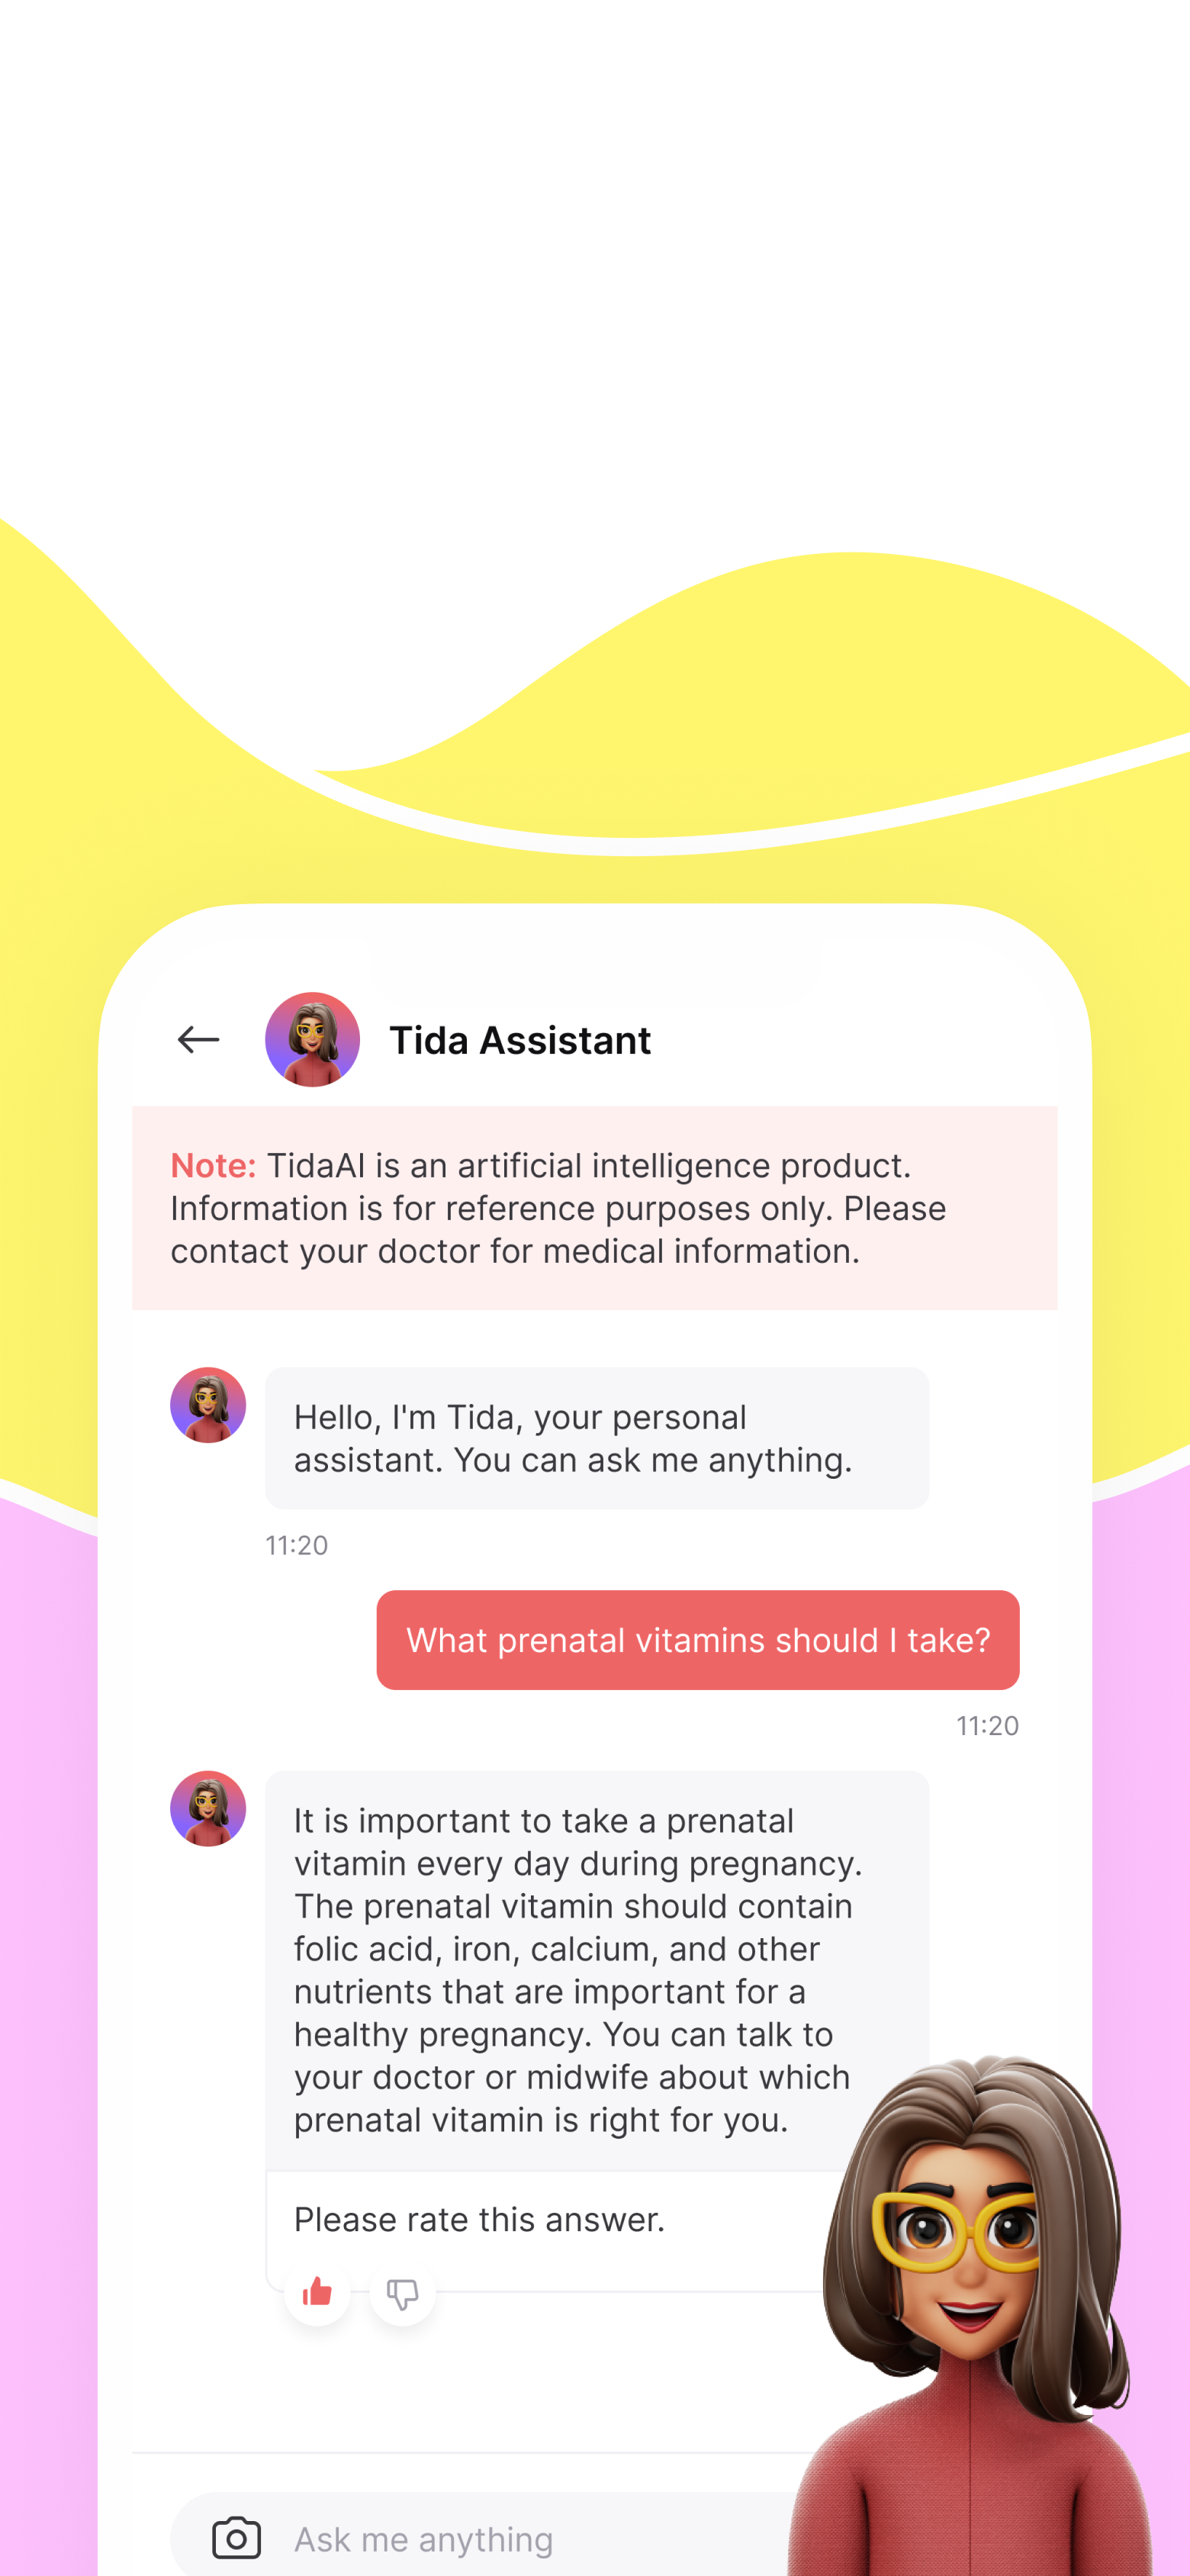 Tida Assistant
Note: TidaAI is an artificial intelligence product.
Information is for reference purposes only. Please
contact your doctor for medical information.
Hello, I'm Tida, your personal
assistant. You can ask me anything.
11:20
What prenatal vitamins should I take?
11:20
It is important to take a prenatal
vitamin every day during pregnancy.
The prenatal vitamin should contain
folic acid, iron, calcium, and other
nutrients that are important for a
healthy pregnancy. You can talk to
your doctor or midwife about which
prenatal vitamin is right for you.
Please rate this answer.
Ask me anything